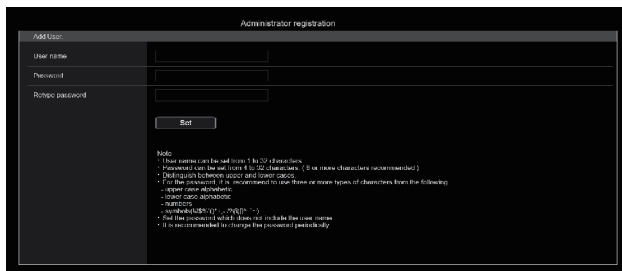 Administrator registration
Add User.
User name
Password
Retype password
Set
Note
・User name can be set from 1 to 32 characters
・Password can be set from 4 to 32 characters. ( 8 or more characters recommended )
・Distinguish between upper and lower cases.
・For the password, it is recommend to use three or more types of characters from the following
- upper case alphabetic
- lower case alphabetic
- numbers
- symbols
・Set the password which does not include the user name
・It is recommended to change the password periodically